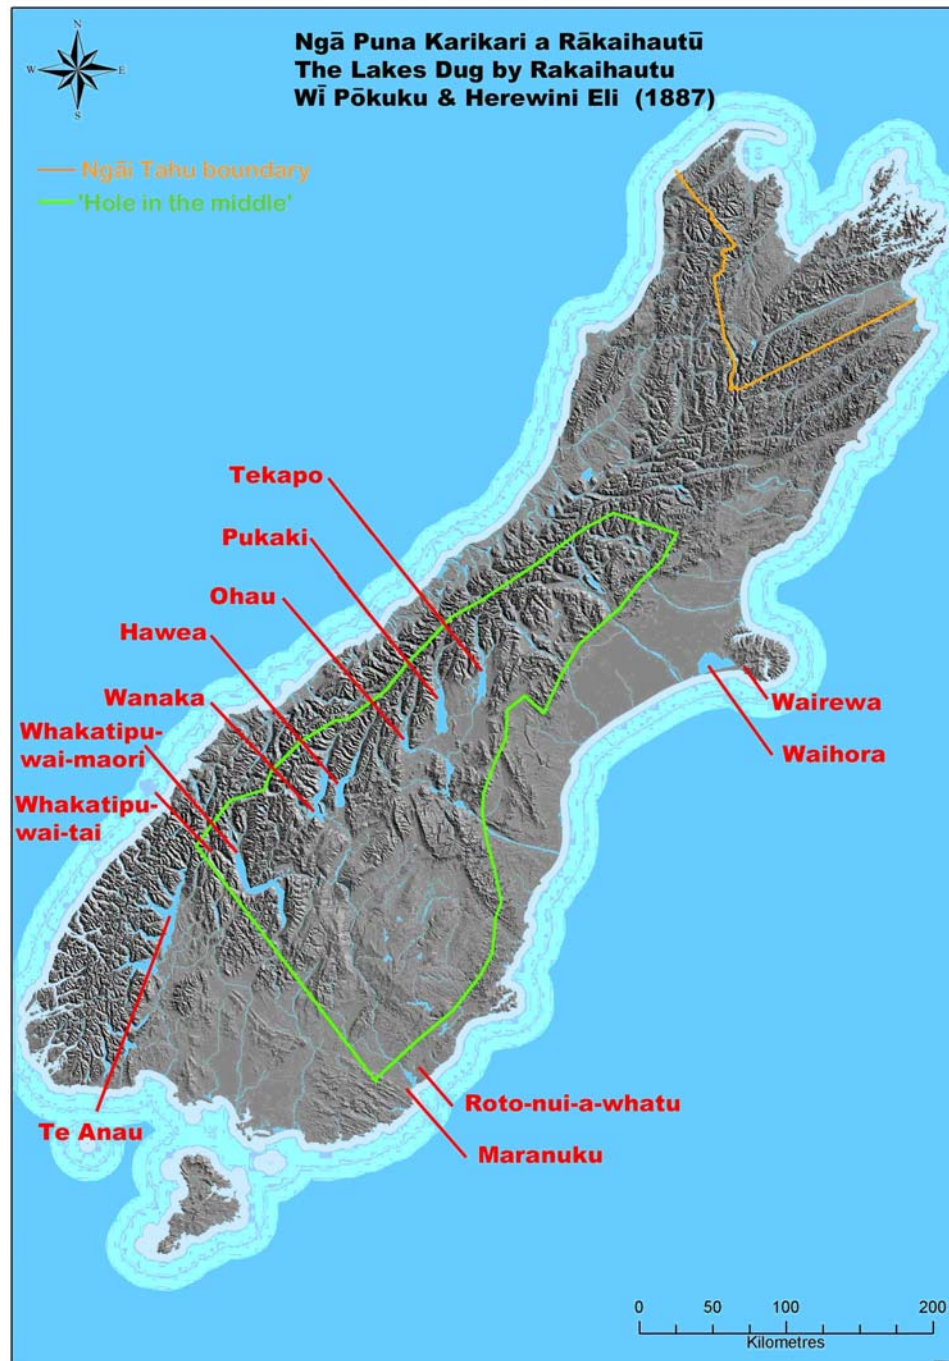 N
W E
S
Ngā Puna Karikari a Rākaihautū
The Lakes Dug by Rakaihautu
Wī Pōkuku & Herewini Eli (1887)
Ngāi Tahu boundary
'Hole in the middle'
Tekapo
Pukaki
Ohau
Hawea
Wanaka
Whakatipu-
wai-maori
Whakatipu-
wai-tai
Wairewa
Waihora
Te Anau
Roto-nui-a-whatu
Maranuku
0 50 100 200
Kilometres